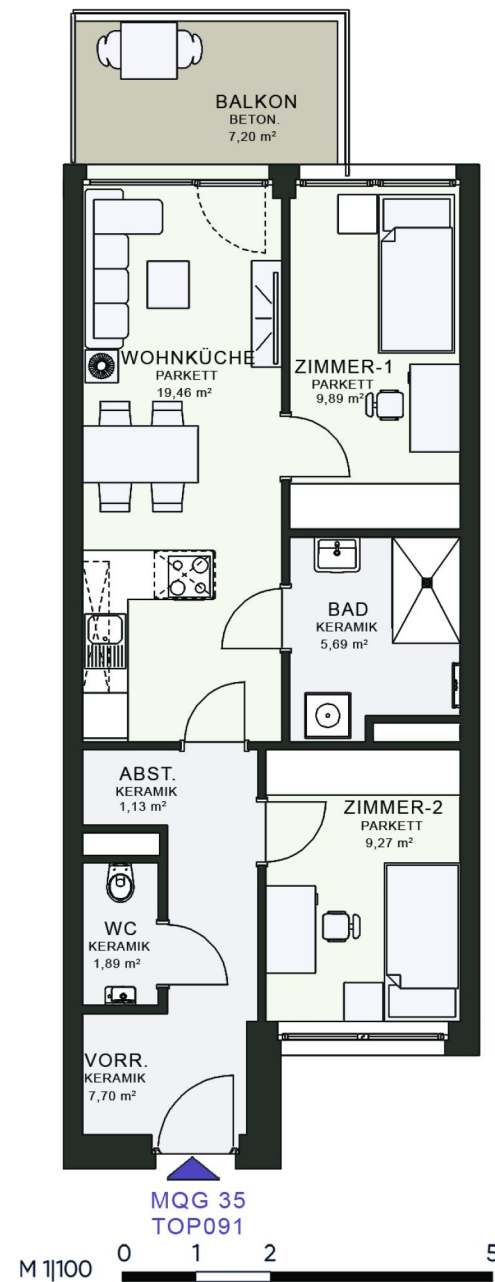 BALKON
BETON.
7,20 m²
WOHNKÜCHE
PARKETT
19,46 m²
ZIMMER-1
PARKETT
9,89 m²
BAD
KERAMIK
5,69 m²
ABST.
KERAMIK
1,13 m²
ZIMMER-2
PARKETT
9,27 m²
WC
KERAMIK
1,89 m²
VORR.
KERAMIK
7,70 m²
MQG 35
TOP091
M 1|100 0 1 2 5